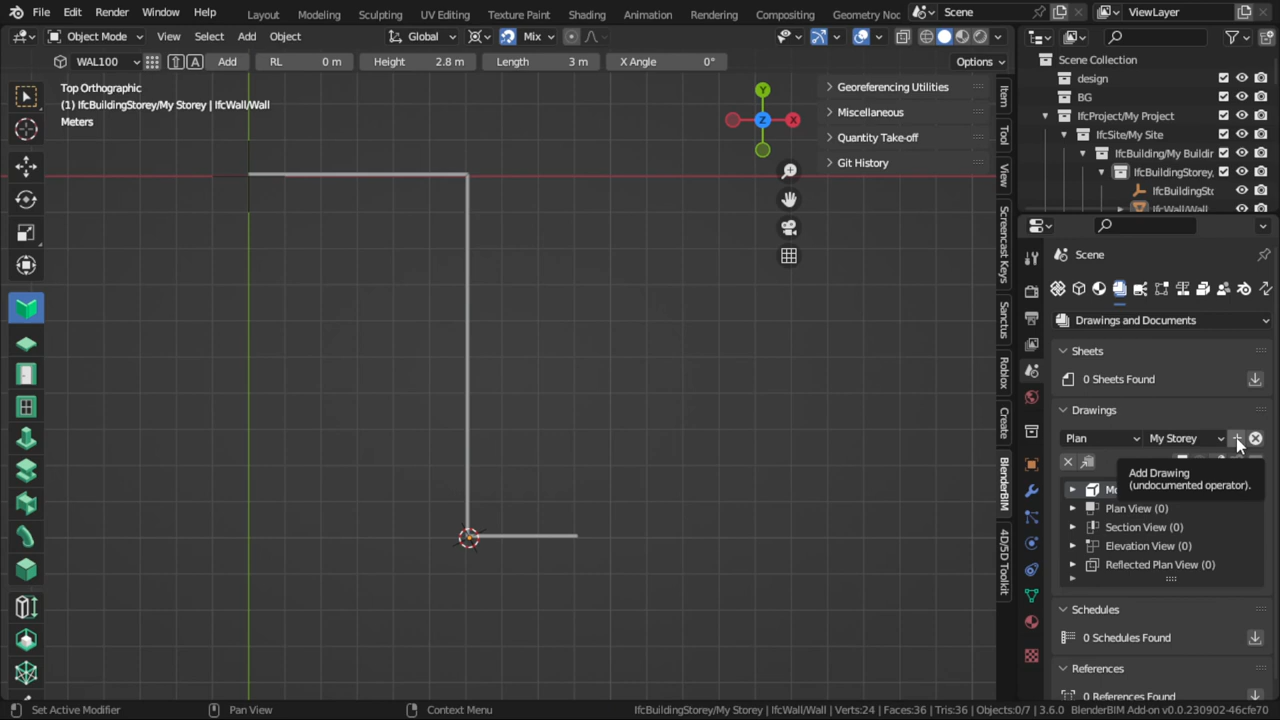 File Edit Render Window Help
Layout Modeling Sculpting UV Editing Texture Paint Shading Animation Rendering Compositing Geometry Noc
Scene ViewLayer
Object Mode View Select Add Object Global Mix
WAL100 Add RL 0 m Height 2.8 m Length 3 m X Angle 0° Options
Top Orthographic
(1) IfcBuildingStorey/My Storey | IfcWall/Wall
Meters
Georeferencing Utilities
Miscellaneous
Quantity Take-off
Git History
Y
Z
X
Item
Tool
View
Screencast Keys
Sanctus
Roblox
Create
BlenderBIM
4D/5D Toolkit
Scene Collection
design
BG
IfcProject/My Project
IfcSite/My Site
IfcBuilding/My Buildir
IfcBuildingStorey,
IfcBuildingStc
IfcWall/Wall
Scene
Drawings and Documents
Sheets
0 Sheets Found
Drawings
Plan My Storey
Add Drawing
(undocumented operator).
Plan View (0)
Section View (0)
Elevation View (0)
Reflected Plan View (0)
Schedules
0 Schedules Found
References
0 References Found
Set Active Modifier Pan View Context Menu IfcBuildingStorey/My Storey | IfcWall/Wall | Verts:24 | Faces:36 | Tris:36 | Objects:0/7 | 3.6.0 BlenderBIM Add-on v0.0.230902-46cfe70